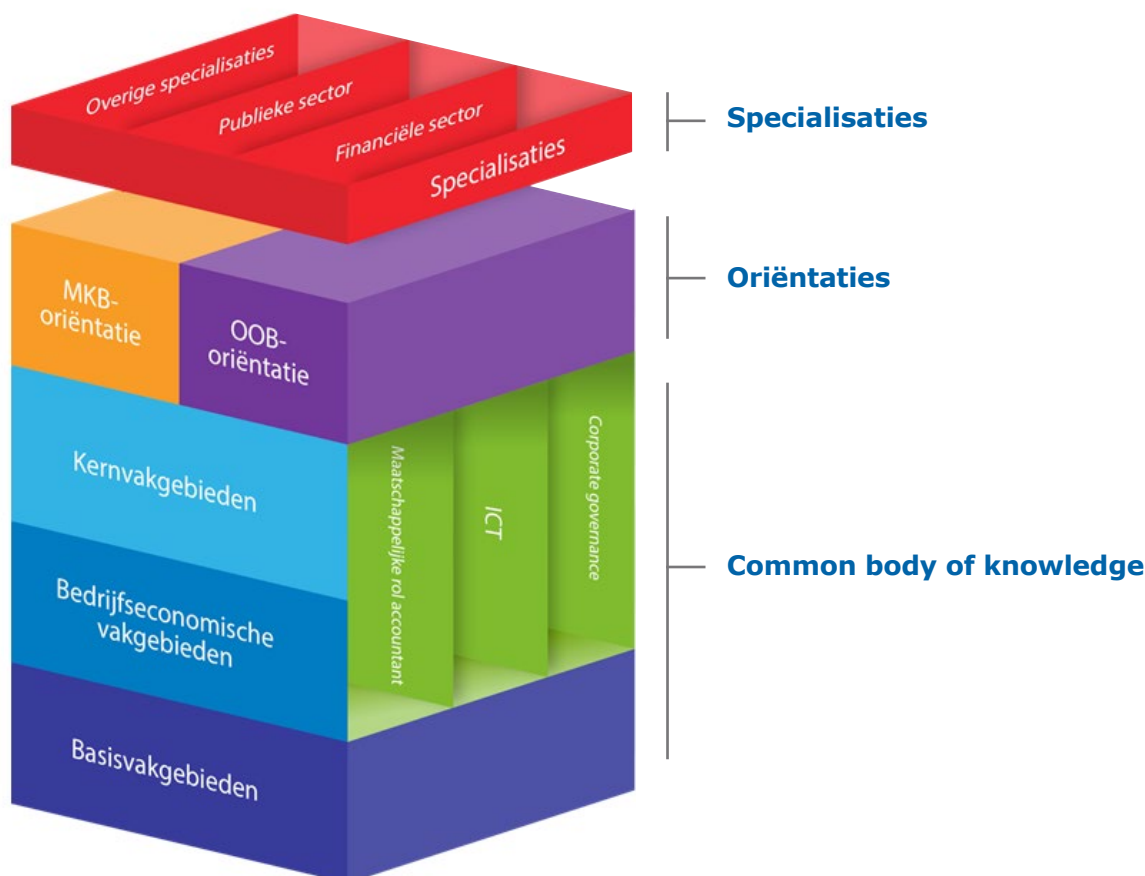 Overige specialisaties
Publieke sector
Financiële sector
Specialisaties
Specialisaties
MKB-
oriëntatie
OOB-
oriëntatie
Oriëntaties
Kernvakgebieden
Bedrijfseconomische
vakgebieden
Basisvakgebieden
Maatschappelijke rol accountant
ICT
Corporate governance
Common body of knowledge